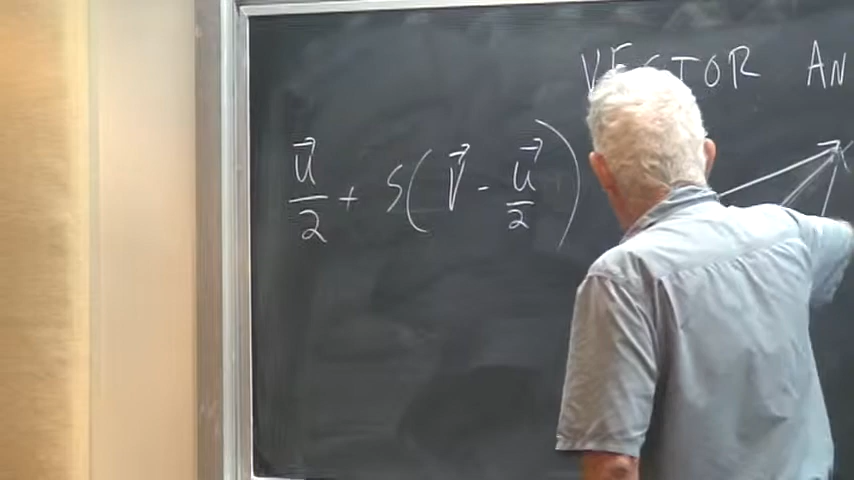 VECTOR AN
u⃗/2 + s(v⃗ - u⃗/2)